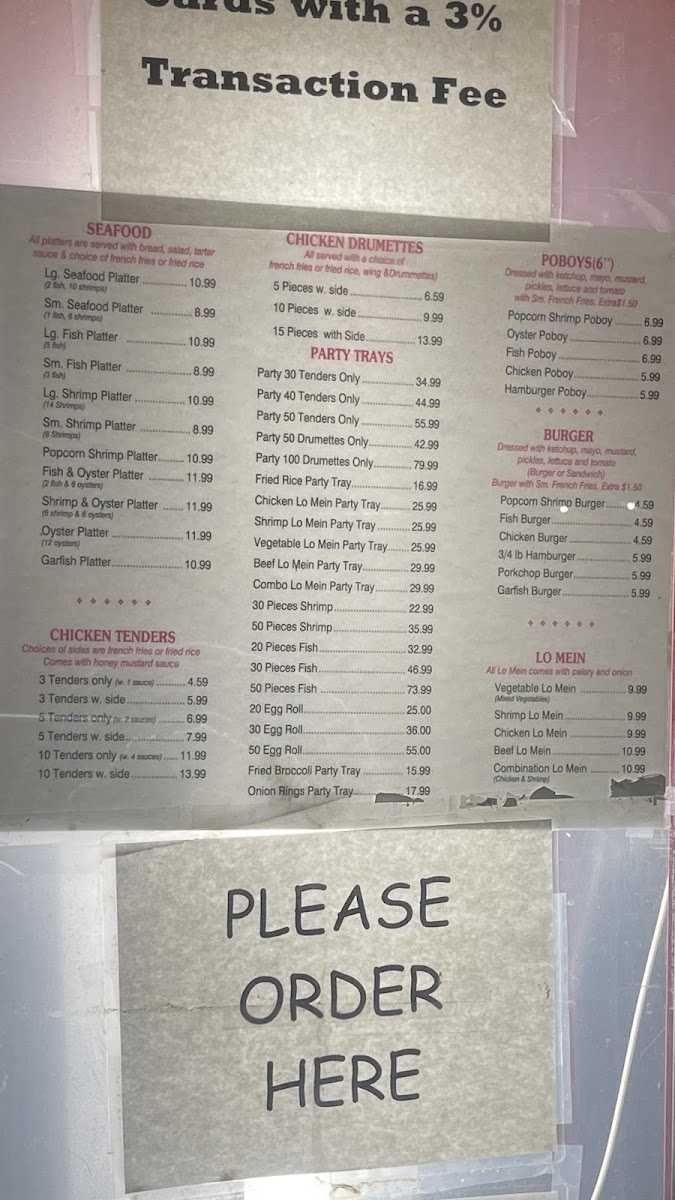 Cards with a 3%
Transaction Fee
SEAFOOD
All platters are served with bread, salad, tartar
sauce & choice of french fries or fried rice
Lg. Seafood Platter ............ 10.99
(2 fish, 10 shrimps)
Sm. Seafood Platter ............ 8.99
(1 fish, 6 shrimps)
Lg. Fish Platter ............ 10.99
(5 fish)
Sm. Fish Platter ............ 8.99
(3 fish)
Lg. Shrimp Platter ............ 10.99
(14 Shrimps)
Sm. Shrimp Platter ............ 8.99
(8 Shrimps)
Popcorn Shrimp Platter ........ 10.99
Fish & Oyster Platter ............ 11.99
(2 fish & 6 oysters)
Shrimp & Oyster Platter ....... 11.99
(8 shrimp & 6 oysters)
Oyster Platter ............ 11.99
(12 oysters)
Garfish Platter ............ 10.99
CHICKEN TENDERS
Choices of sides are french fries or fried rice
Comes with honey mustard sauce
3 Tenders only (w. 1 sauce) .......... 4.59
3 Tenders w. side ............ 5.99
5 Tenders only (w. 2 sauces) ......... 6.99
5 Tenders w. side ............ 7.99
10 Tenders only (w. 4 sauces) ..... 11.99
10 Tenders w. side ............ 13.99
CHICKEN DRUMETTES
All served with a choice of
french fries or fried rice, wing &Drummettes)
5 Pieces w. side ............ 6.59
10 Pieces w. side ............ 9.99
15 Pieces with Side ............ 13.99
PARTY TRAYS
Party 30 Tenders Only ............ 34.99
Party 40 Tenders Only ............ 44.99
Party 50 Tenders Only ............ 55.99
Party 50 Drumettes Only ............ 42.99
Party 100 Drumettes Only ............ 79.99
Fried Rice Party Tray ............ 16.99
Chicken Lo Mein Party Tray ........ 25.99
Shrimp Lo Mein Party Tray .......... 25.99
Vegetable Lo Mein Party Tray ....... 25.99
Beef Lo Mein Party Tray ............ 29.99
Combo Lo Mein Party Tray ........... 29.99
30 Pieces Shrimp ............ 22.99
50 Pieces Shrimp ............ 35.99
20 Pieces Fish ............ 32.99
30 Pieces Fish ............ 46.99
50 Pieces Fish ............ 73.99
20 Egg Roll ............ 25.00
30 Egg Roll ............ 36.00
50 Egg Roll ............ 55.00
Fried Broccoli Party Tray ............ 15.99
Onion Rings Party Tray ............ 17.99
POBOYS(6")
Dressed with ketchup, mayo, mustard,
pickles, lettuce and tomato
with Sm. French Fries. Extra$1.50
Popcorn Shrimp Poboy ........ 6.99
Oyster Poboy ............ 6.99
Fish Poboy ............ 6.99
Chicken Poboy ............ 5.99
Hamburger Poboy ............ 5.99
BURGER
Dressed with ketchup, mayo, mustard,
pickles, lettuce and tomato
(Burger or Sandwich)
Burger with Sm. French Fries. Extra $1.50
Popcorn Shrimp Burger ........ 4.59
Fish Burger ............ 4.59
Chicken Burger ............ 4.59
3/4 lb Hamburger ............ 5.99
Porkchop Burger ............ 5.99
Garfish Burger ............ 5.99
LO MEIN
All Lo Mein comes with celary and onion
Vegetable Lo Mein ............ 9.99
(Mixed Vegetables)
Shrimp Lo Mein ............ 9.99
Chicken Lo Mein ............ 9.99
Beef Lo Mein ............ 10.99
Combination Lo Mein .......... 10.99
(Chicken & Shrimp)
PLEASE
ORDER
HERE